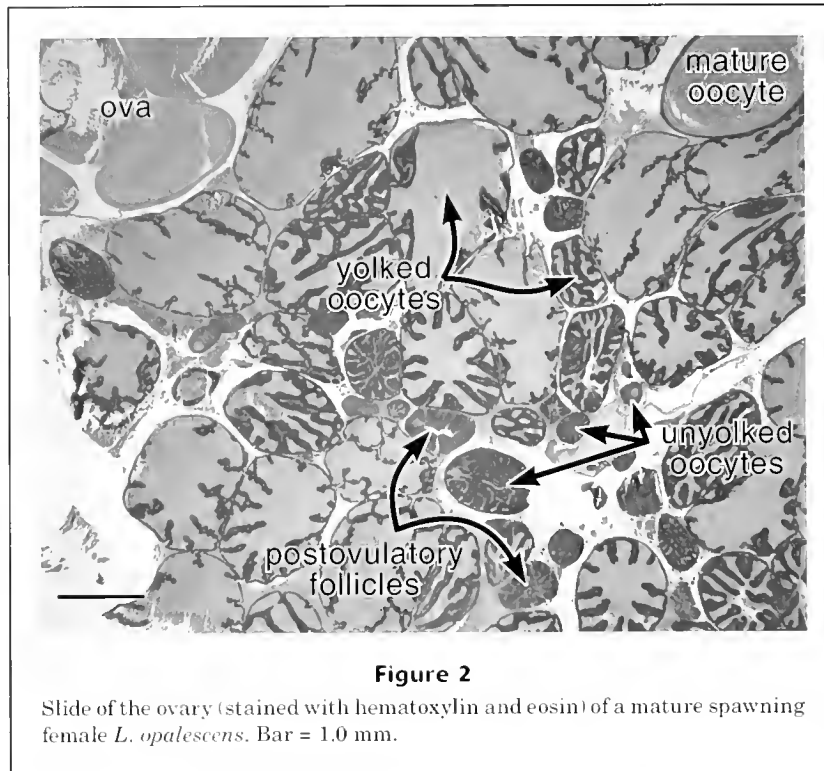 ova
mature
oocyte
yolked
oocytes
unyolked
oocytes
postovulatory
follicles
Figure 2
Slide of the ovary (stained with hematoxylin and eosin) of a mature spawning
female L. opalescens. Bar = 1.0 mm.